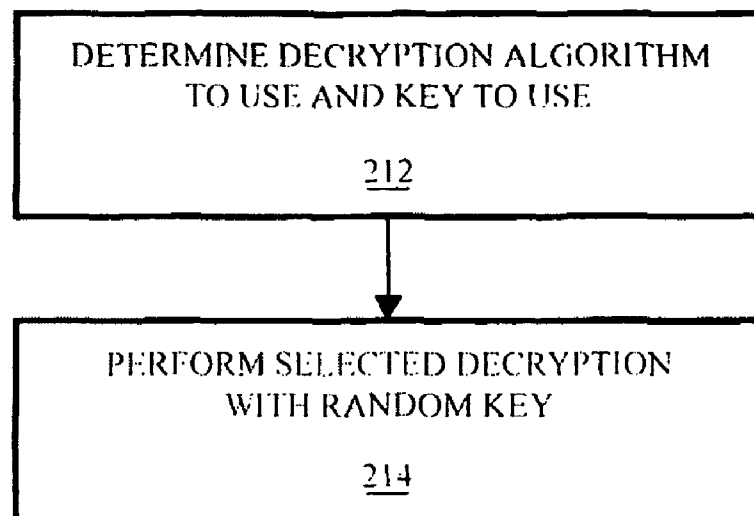 DETERMINE DECRYPTION ALGORITHM
TO USE AND KEY TO USE
212
PERFORM SELECTED DECRYPTION
WITH RANDOM KEY
214